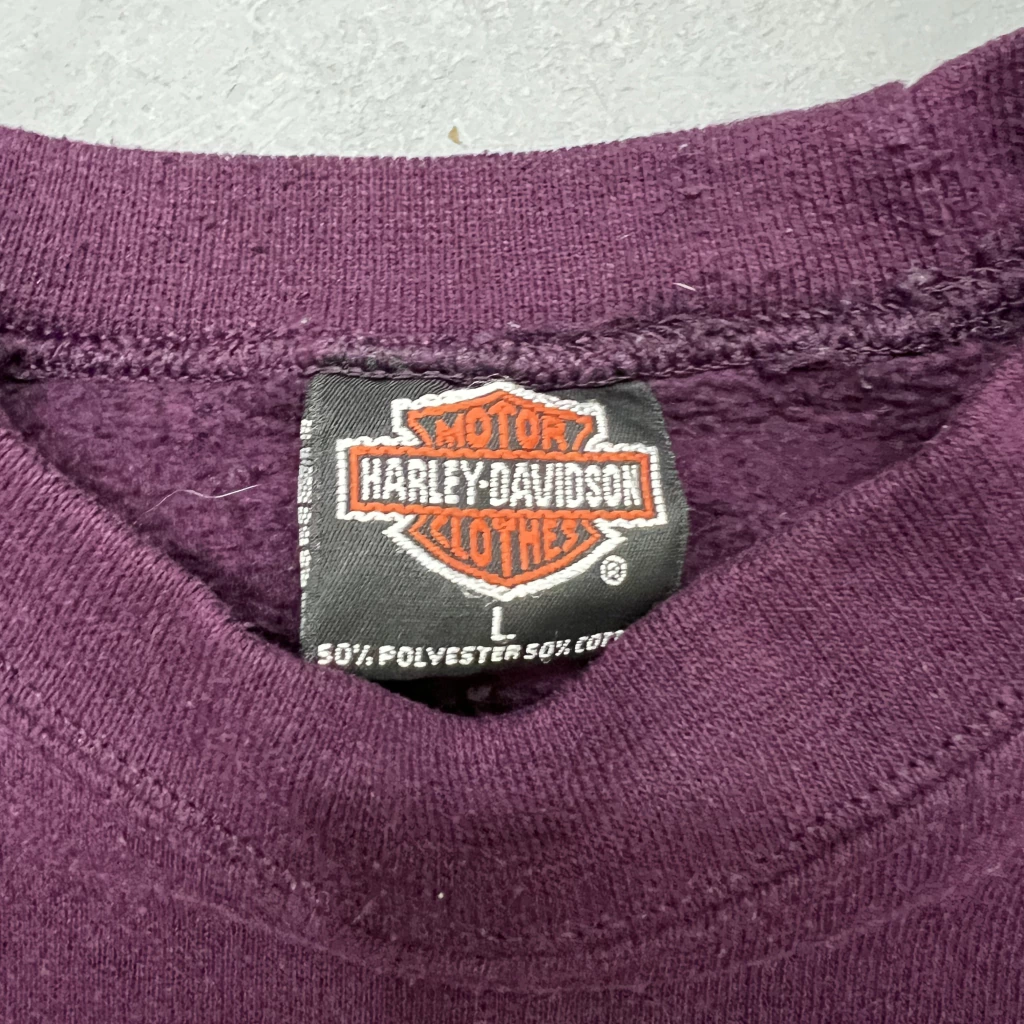 MOTOR
HARLEY-DAVIDSON
CLOTHES
®
L
50% POLYESTER 50% COTT